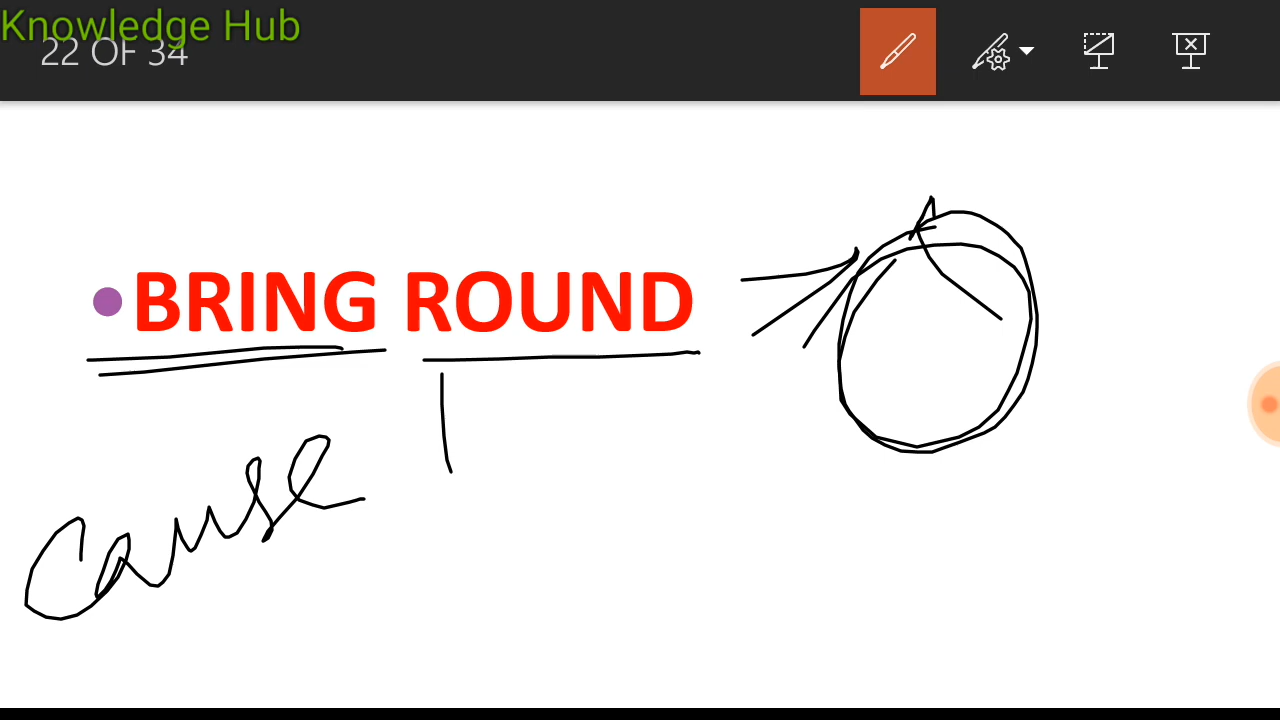 Knowledge Hub
22 OF 34
•BRING ROUND
cause